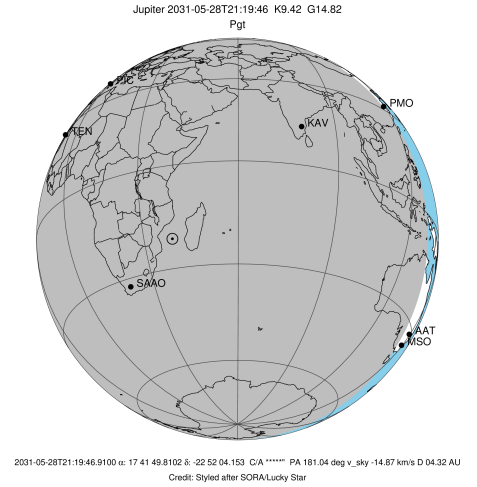 Jupiter 2031-05-28T21:19:46 K9.42 G14.82
Pgt
PJC
TEN
KAV
PMO
SAAO
AAT
MSO
2031-05-28T21:19:46.9100 α: 17 41 49.8102 δ: -22 52 04.153 C/A *****" PA 181.04 deg v_sky -14.87 km/s D 04.32 AU
Credit: Styled after SORA/Lucky Star